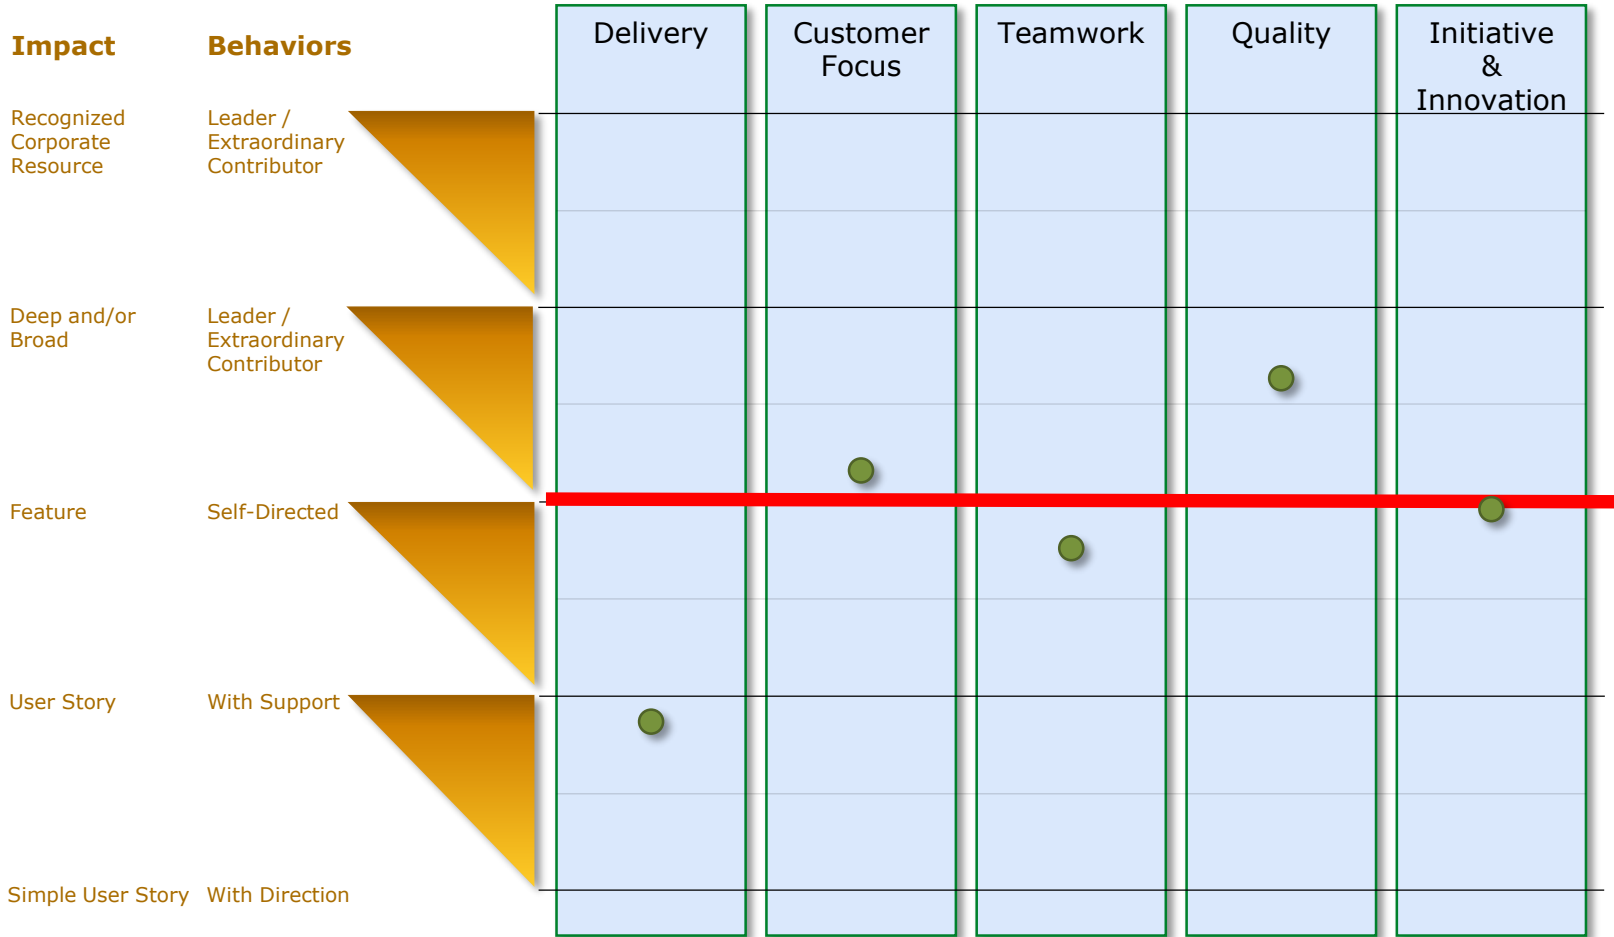 Impact
Behaviors
Delivery
Customer
Focus
Teamwork
Quality
Initiative
&
Innovation
Recognized
Corporate
Resource
Leader /
Extraordinary
Contributor
Deep and/or
Broad
Leader /
Extraordinary
Contributor
Feature
Self-Directed
User Story
With Support
Simple User Story
With Direction